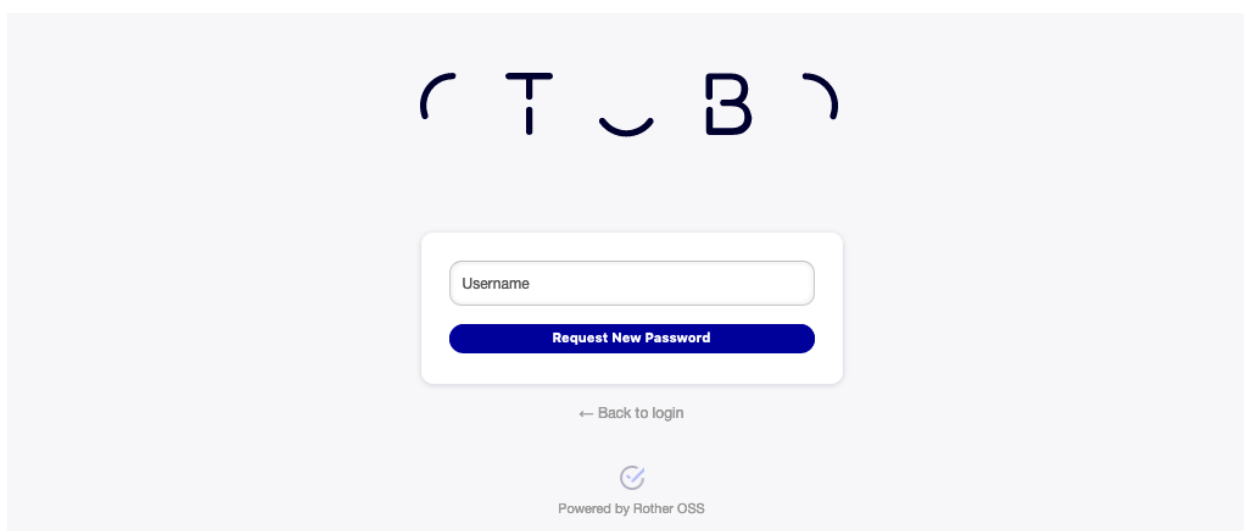 T U B
Username
Request New Password
← Back to login
Powered by Rother OSS